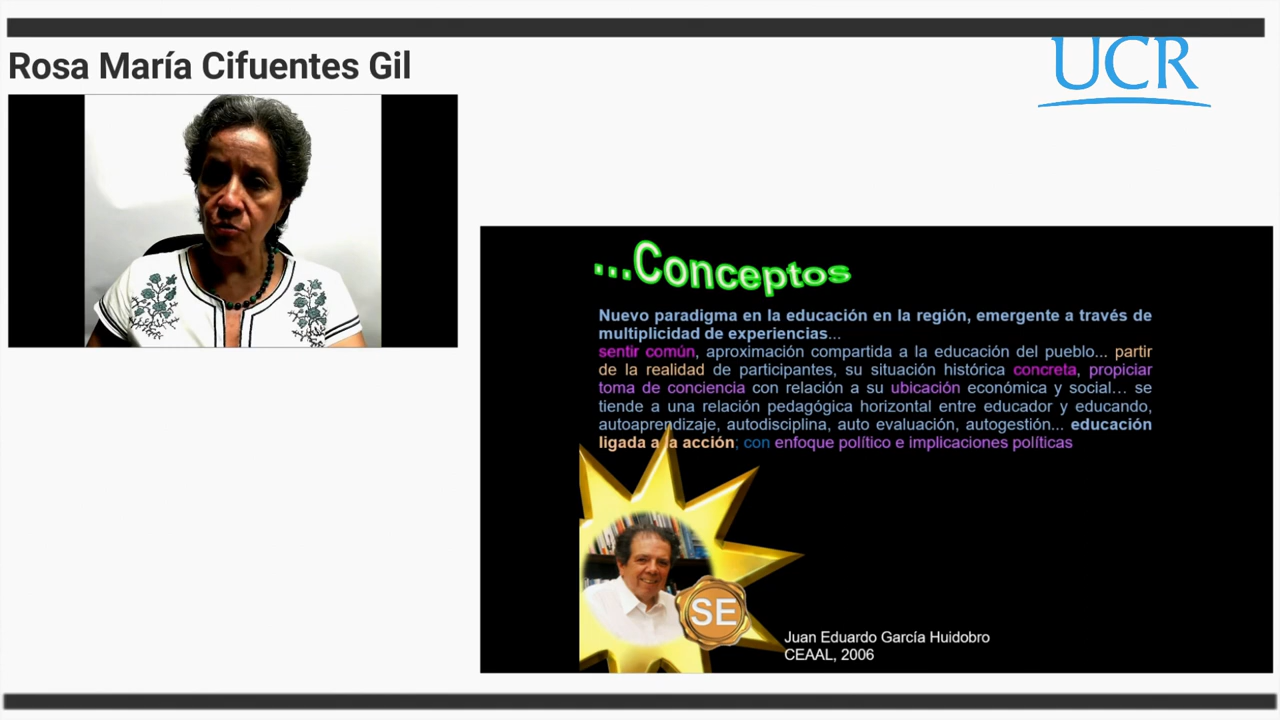 Rosa María Cifuentes Gil
UCR
...Conceptos
Nuevo paradigma en la educación en la región, emergente a través de
multiplicidad de experiencias...
sentir común, aproximación compartida a la educación del pueblo... partir
de la realidad de participantes, su situación histórica concreta, propiciar
toma de conciencia con relación a su ubicación económica y social... se
tiende a una relación pedagógica horizontal entre educador y educando,
autoaprendizaje, autodisciplina, auto evaluación, autogestión... educación
ligada a la acción; con enfoque político e implicaciones políticas
SE
Juan Eduardo García Huidobro
CEAAL, 2006